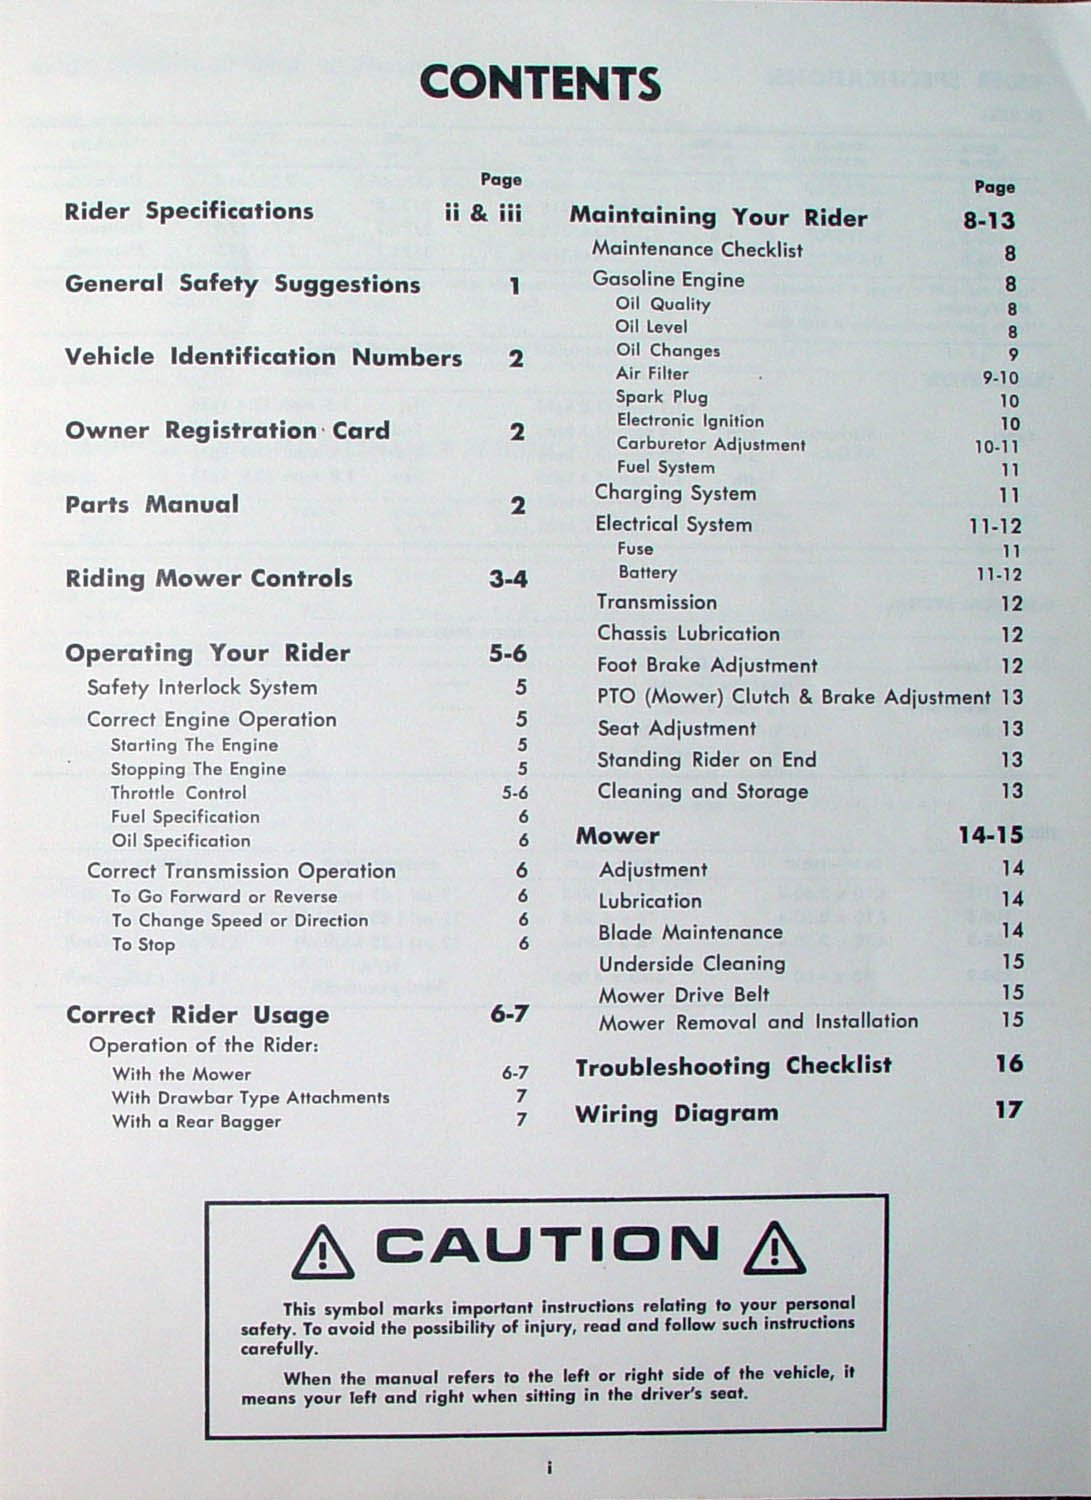 CONTENTS
Page
Rider Specifications ii & iii
General Safety Suggestions 1
Vehicle Identification Numbers 2
Owner Registration Card 2
Parts Manual 2
Riding Mower Controls 3-4
Operating Your Rider 5-6
Safety Interlock System 5
Correct Engine Operation 5
Starting The Engine 5
Stopping The Engine 5
Throttle Control 5-6
Fuel Specification 6
Oil Specification 6
Correct Transmission Operation 6
To Go Forward or Reverse 6
To Change Speed or Direction 6
To Stop 6
Correct Rider Usage 6-7
Operation of the Rider:
With the Mower 6-7
With Drawbar Type Attachments 7
With a Rear Bagger 7
Page
Maintaining Your Rider 8-13
Maintenance Checklist 8
Gasoline Engine 8
Oil Quality 8
Oil Level 8
Oil Changes 9
Air Filter 9-10
Spark Plug 10
Electronic Ignition 10
Carburetor Adjustment 10-11
Fuel System 11
Charging System 11
Electrical System 11-12
Fuse 11
Battery 11-12
Transmission 12
Chassis Lubrication 12
Foot Brake Adjustment 12
PTO (Mower) Clutch & Brake Adjustment 13
Seat Adjustment 13
Standing Rider on End 13
Cleaning and Storage 13
Mower 14-15
Adjustment 14
Lubrication 14
Blade Maintenance 14
Underside Cleaning 15
Mower Drive Belt 15
Mower Removal and Installation 15
Troubleshooting Checklist 16
Wiring Diagram 17
! CAUTION !
This symbol marks important instructions relating to your personal
safety. To avoid the possibility of injury, read and follow such instructions
carefully.
When the manual refers to the left or right side of the vehicle, it
means your left and right when sitting in the driver's seat.
i